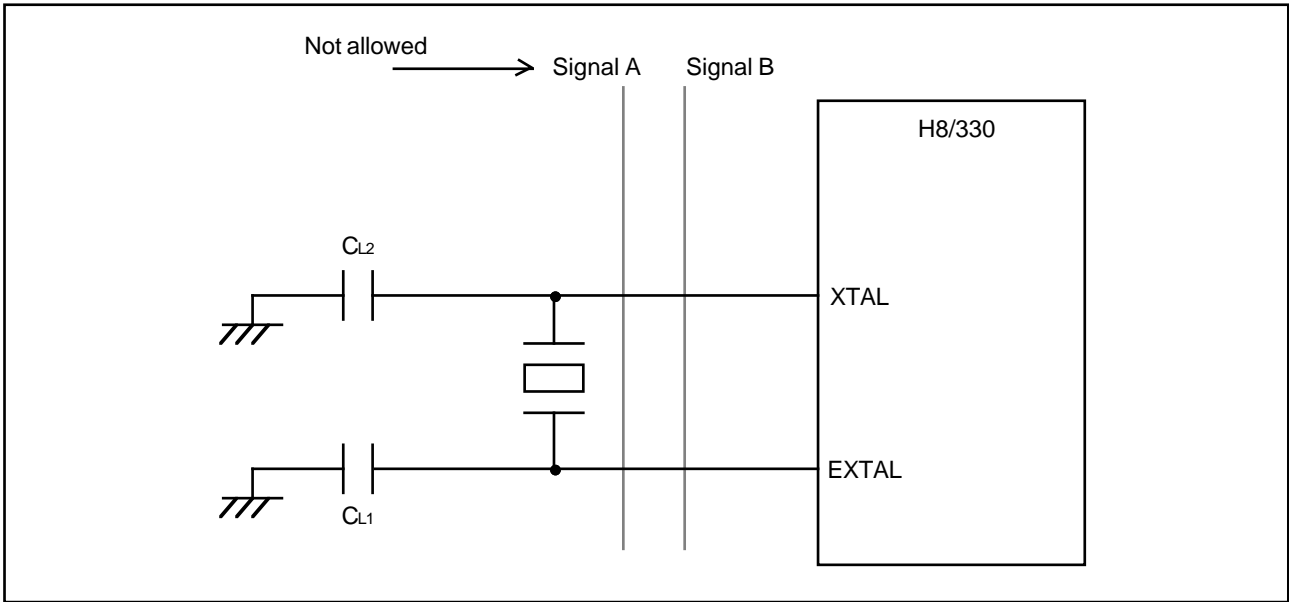 Not allowed
Signal A
Signal B
H8/330
CL2
XTAL
EXTAL
CL1